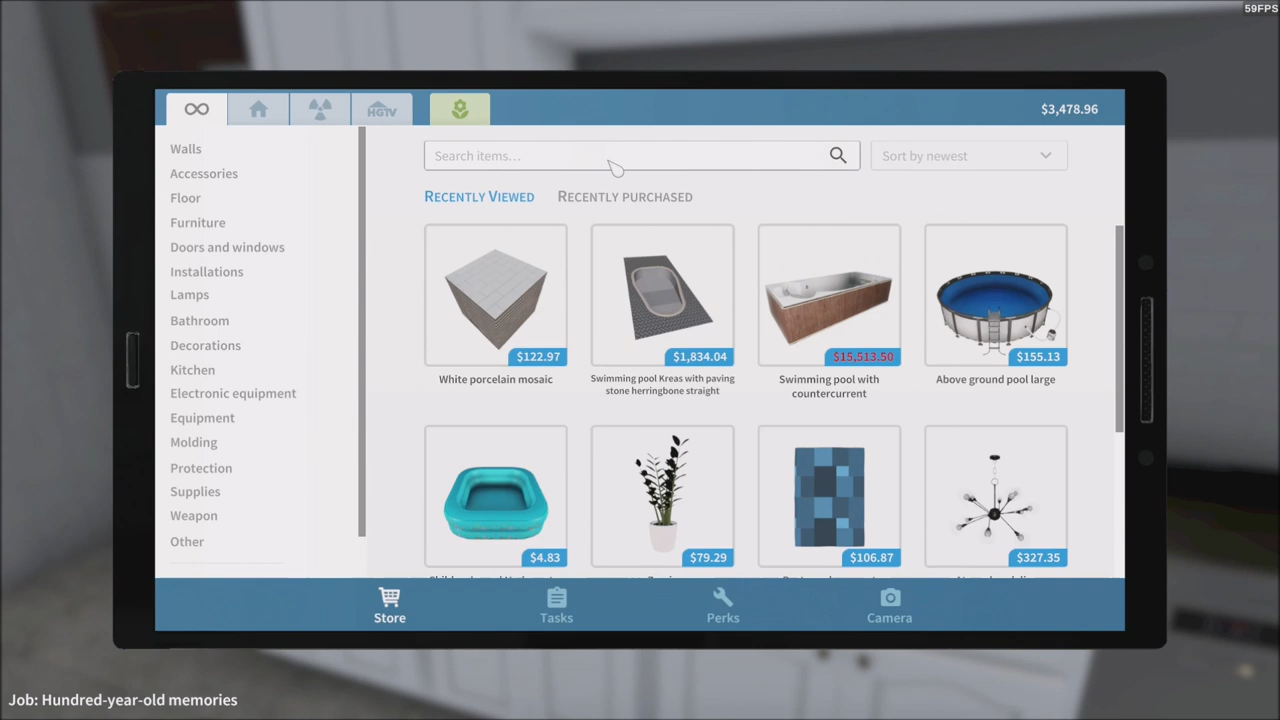 59FPS
HGTV
$3,478.96
Walls
Accessories
Floor
Furniture
Doors and windows
Installations
Lamps
Bathroom
Decorations
Kitchen
Electronic equipment
Equipment
Molding
Protection
Supplies
Weapon
Other
Search items...
Sort by newest
RECENTLY VIEWED
RECENTLY PURCHASED
$122.97
White porcelain mosaic
$1,834.04
Swimming pool Kreas with paving
stone herringbone straight
$15,513.50
Swimming pool with
countercurrent
$155.13
Above ground pool large
$4.83
$79.29
$106.87
$327.35
Store
Tasks
Perks
Camera
Job: Hundred-year-old memories